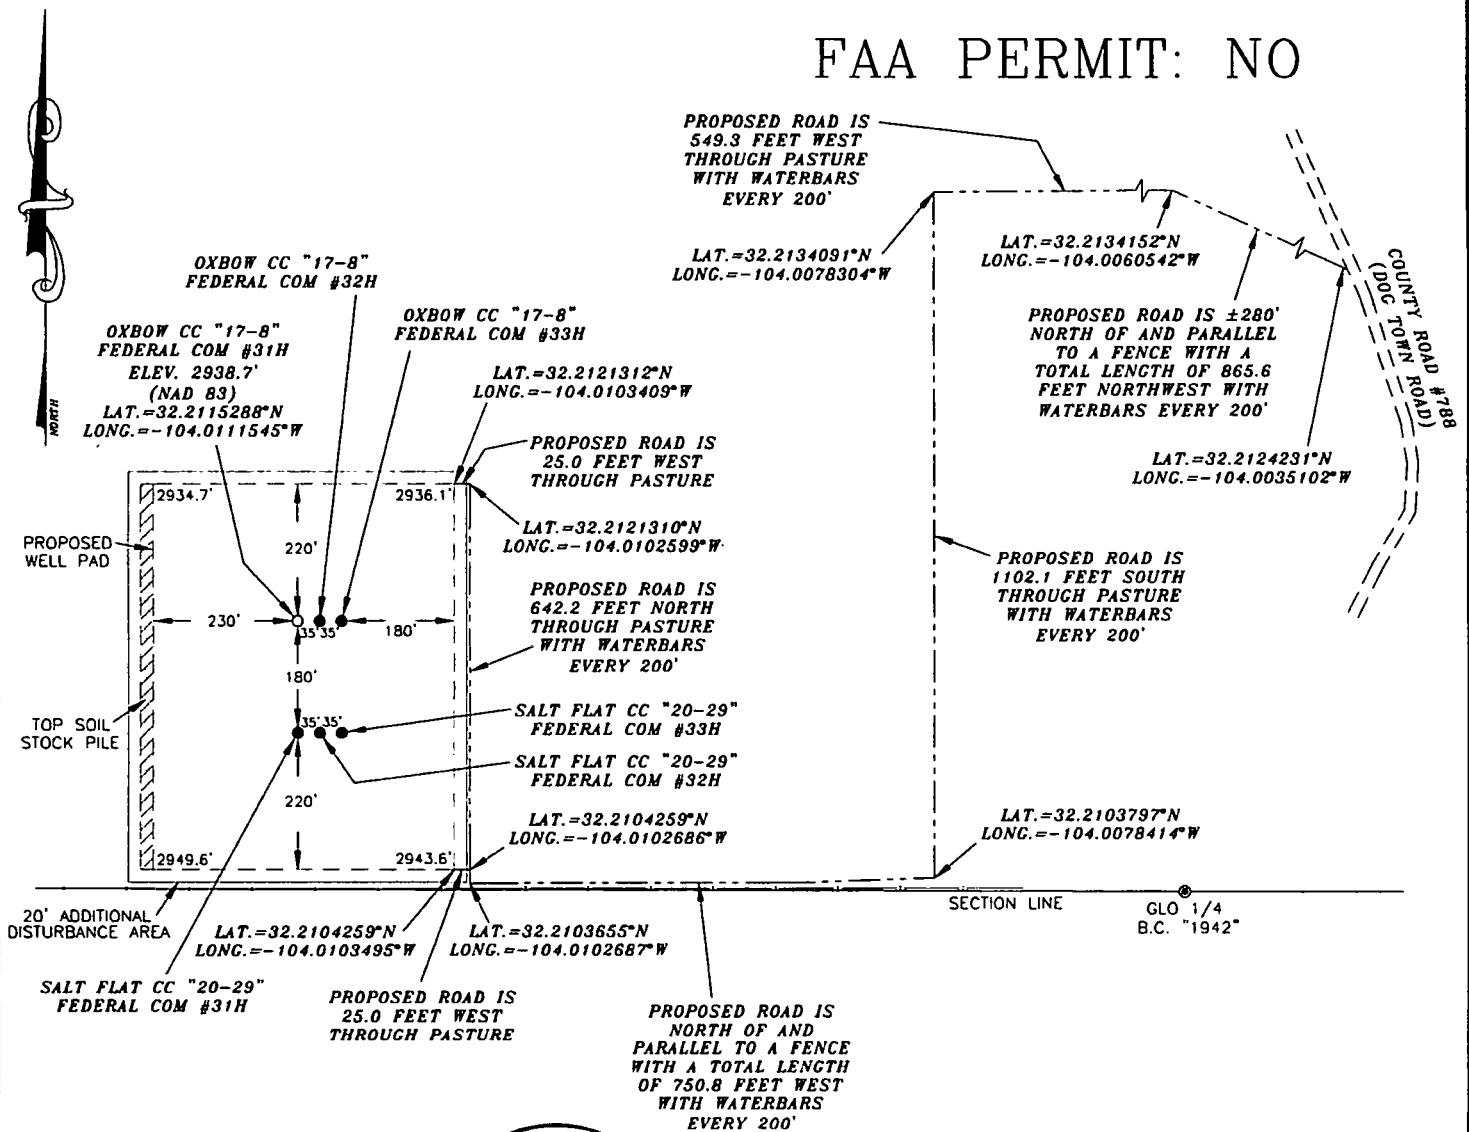 FAA PERMIT: NO
PROPOSED ROAD IS
549.3 FEET WEST
THROUGH PASTURE
WITH WATERBARS
EVERY 200'
LAT.=32.2134091°N
LONG.=-104.0078304°W
LAT.=32.2134152°N
LONG.=-104.0060542°W
COUNTY ROAD #788
(DOG TOWN ROAD)
PROPOSED ROAD IS ±280'
NORTH OF AND PARALLEL
TO A FENCE WITH A
TOTAL LENGTH OF 865.6
FEET NORTHWEST WITH
WATERBARS EVERY 200'
LAT.=32.2124231°N
LONG.=-104.0035102°W
NORTH
OXBOW CC "17-8"
FEDERAL COM #32H
OXBOW CC "17-8"
FEDERAL COM #31H
ELEV. 2938.7'
(NAD 83)
LAT.=32.2115288°N
LONG.=-104.0111545°W
OXBOW CC "17-8"
FEDERAL COM #33H
LAT.=32.2121312°N
LONG.=-104.0103409°W
PROPOSED ROAD IS
25.0 FEET WEST
THROUGH PASTURE
2934.7'
2936.1'
LAT.=32.2121310°N
LONG.=-104.0102599°W
PROPOSED
WELL PAD
220'
PROPOSED ROAD IS
642.2 FEET NORTH
THROUGH PASTURE
WITH WATERBARS
EVERY 200'
PROPOSED ROAD IS
1102.1 FEET SOUTH
THROUGH PASTURE
WITH WATERBARS
EVERY 200'
230'
35'35'
180'
180'
TOP SOIL
STOCK PILE
35'35'
SALT FLAT CC "20-29"
FEDERAL COM #33H
SALT FLAT CC "20-29"
FEDERAL COM #32H
220'
LAT.=32.2104259°N
LONG.=-104.0102686°W
LAT.=32.2103797°N
LONG.=-104.0078414°W
2949.6'
2943.6'
SECTION LINE
GLO 1/4
B.C. "1942"
20' ADDITIONAL
DISTURBANCE AREA
LAT.=32.2104259°N
LONG.=-104.0103495°W
LAT.=32.2103655°N
LONG.=-104.0102687°W
SALT FLAT CC "20-29"
FEDERAL COM #31H
PROPOSED ROAD IS
25.0 FEET WEST
THROUGH PASTURE
PROPOSED ROAD IS
NORTH OF AND
PARALLEL TO A FENCE
WITH A TOTAL LENGTH
OF 750.8 FEET WEST
WITH WATERBARS
EVERY 200'